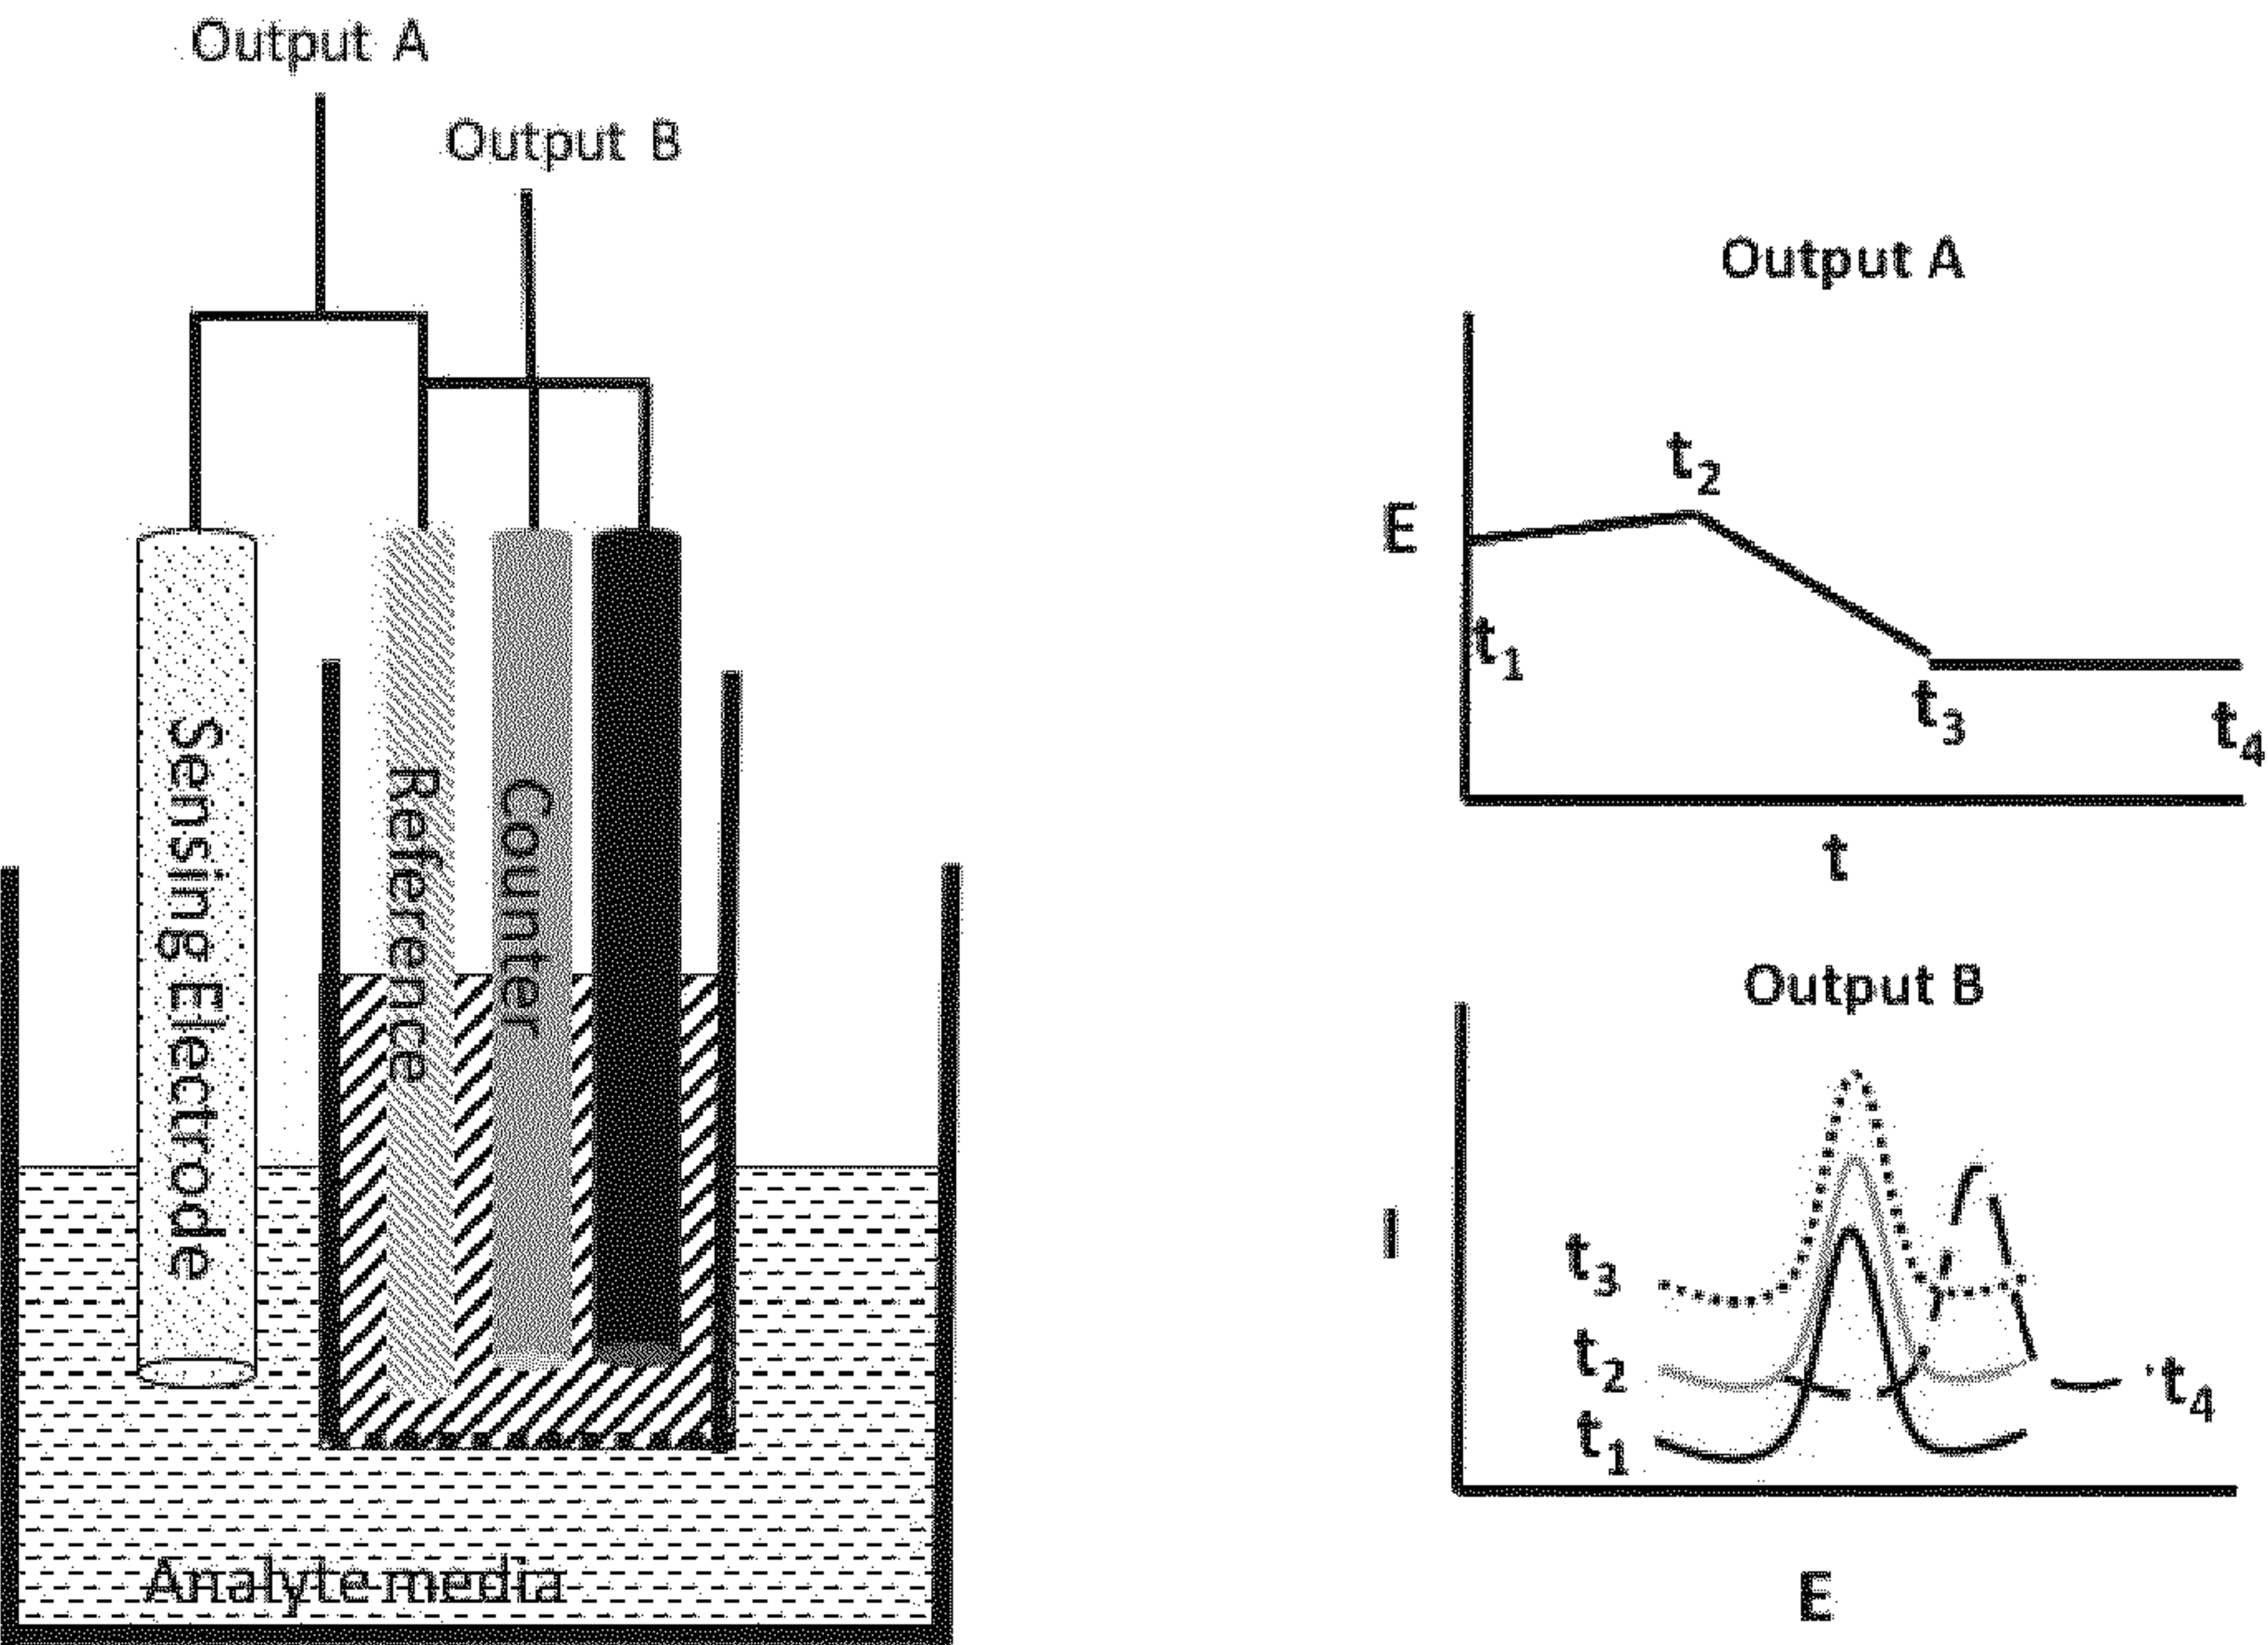 Output A
Output B
Sensing Electrode
Reference
Counter
Analyte media
Output A
E
t1
t2
t3
t4
t
Output B
I
t3
t2
t1
t4
E